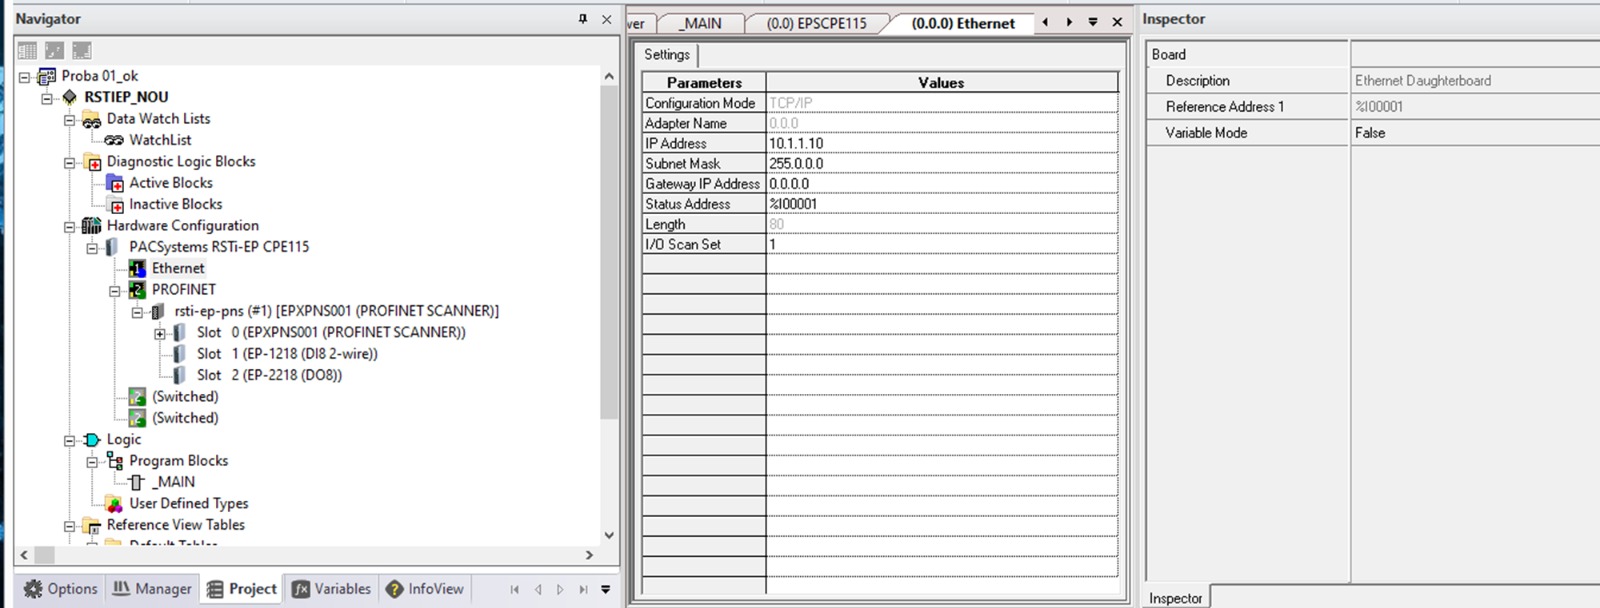 Navigator
Proba 01_ok
RSTIEP_NOU
Data Watch Lists
WatchList
Diagnostic Logic Blocks
Active Blocks
Inactive Blocks
Hardware Configuration
PACSystems RSTi-EP CPE115
Ethernet
PROFINET
rsti-ep-pns (#1) [EPXPNS001 (PROFINET SCANNER)]
Slot 0 (EPXPNS001 (PROFINET SCANNER))
Slot 1 (EP-1218 (DI8 2-wire))
Slot 2 (EP-2218 (DO8))
(Switched)
(Switched)
Logic
Program Blocks
_MAIN
User Defined Types
Reference View Tables
Default Tables
Options Manager Project Variables InfoView
ver _MAIN (0.0) EPSCPE115 (0.0.0) Ethernet
Settings
Parameters Values
Configuration Mode TCP/IP
Adapter Name 0.0.0
IP Address 10.1.1.10
Subnet Mask 255.0.0.0
Gateway IP Address 0.0.0.0
Status Address %I00001
Length 80
I/O Scan Set 1
Inspector
Board
Description Ethernet Daughterboard
Reference Address 1 %I00001
Variable Mode False
Inspector